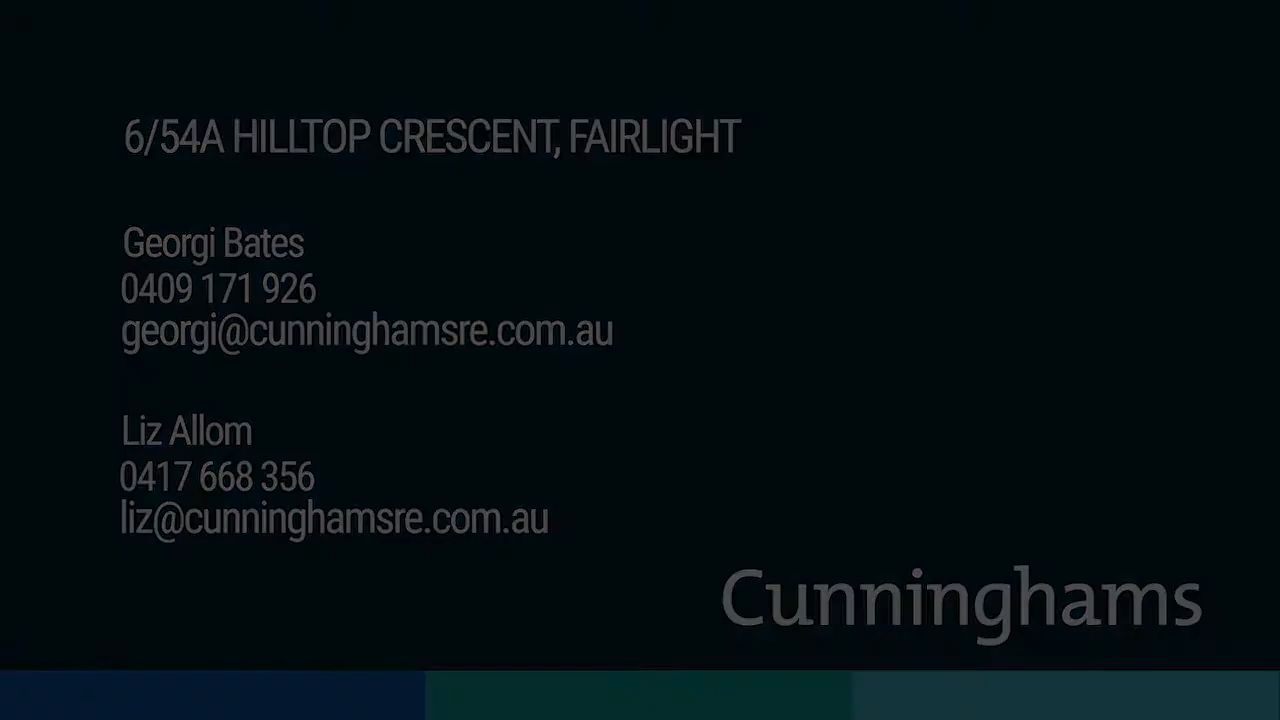 6/54A HILLTOP CRESCENT, FAIRLIGHT
Georgi Bates
0409 171 926
georgi@cunninghamsre.com.au
Liz Allom
0417 668 356
liz@cunninghamsre.com.au
Cunninghams